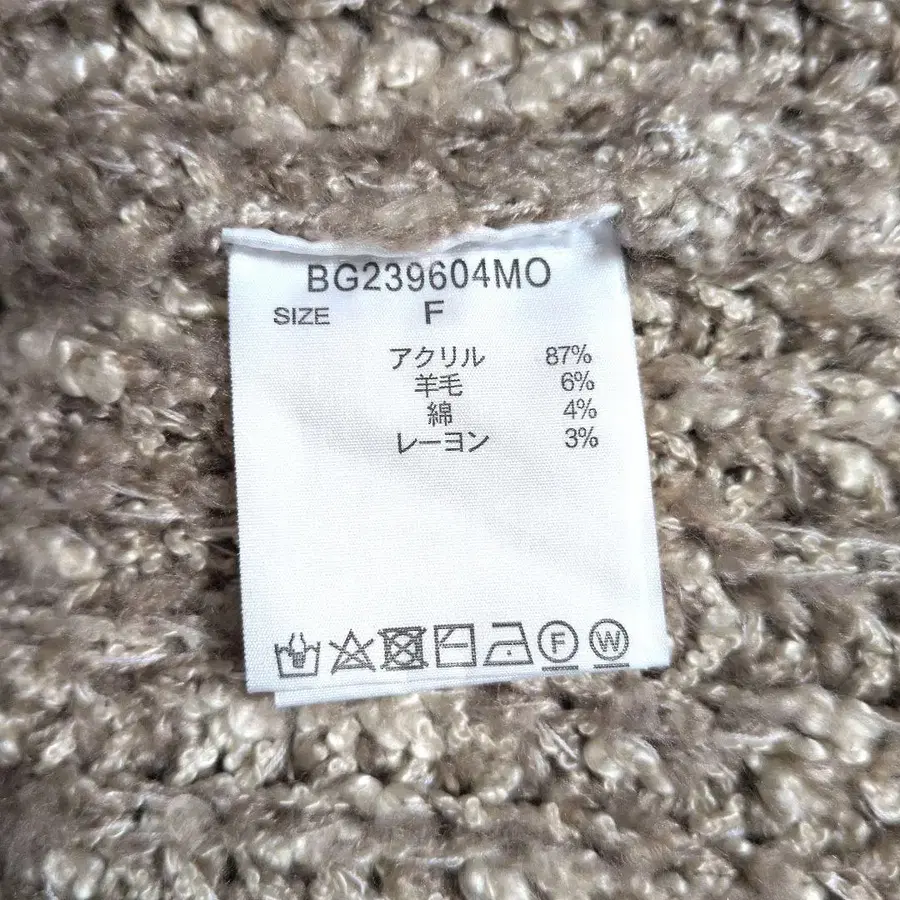 BG239604MO
SIZE F
アクリル 87%
羊毛 6%
綿 4%
レーヨン 3%
F W